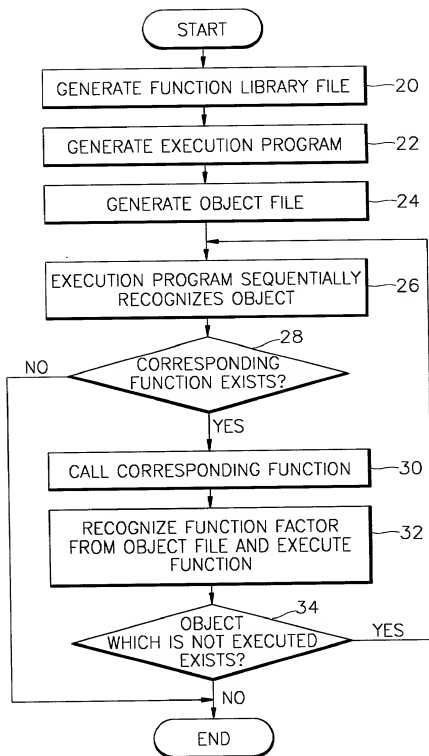 START
GENERATE FUNCTION LIBRARY FILE
20
GENERATE EXECUTION PROGRAM
22
GENERATE OBJECT FILE
24
EXECUTION PROGRAM SEQUENTIALLY
RECOGNIZES OBJECT
26
28
NO
CORRESPONDING
FUNCTION EXISTS?
YES
CALL CORRESPONDING FUNCTION
30
RECOGNIZE FUNCTION FACTOR
FROM OBJECT FILE AND EXECUTE
FUNCTION
32
34
OBJECT
WHICH IS NOT EXECUTED
EXISTS?
YES
NO
END